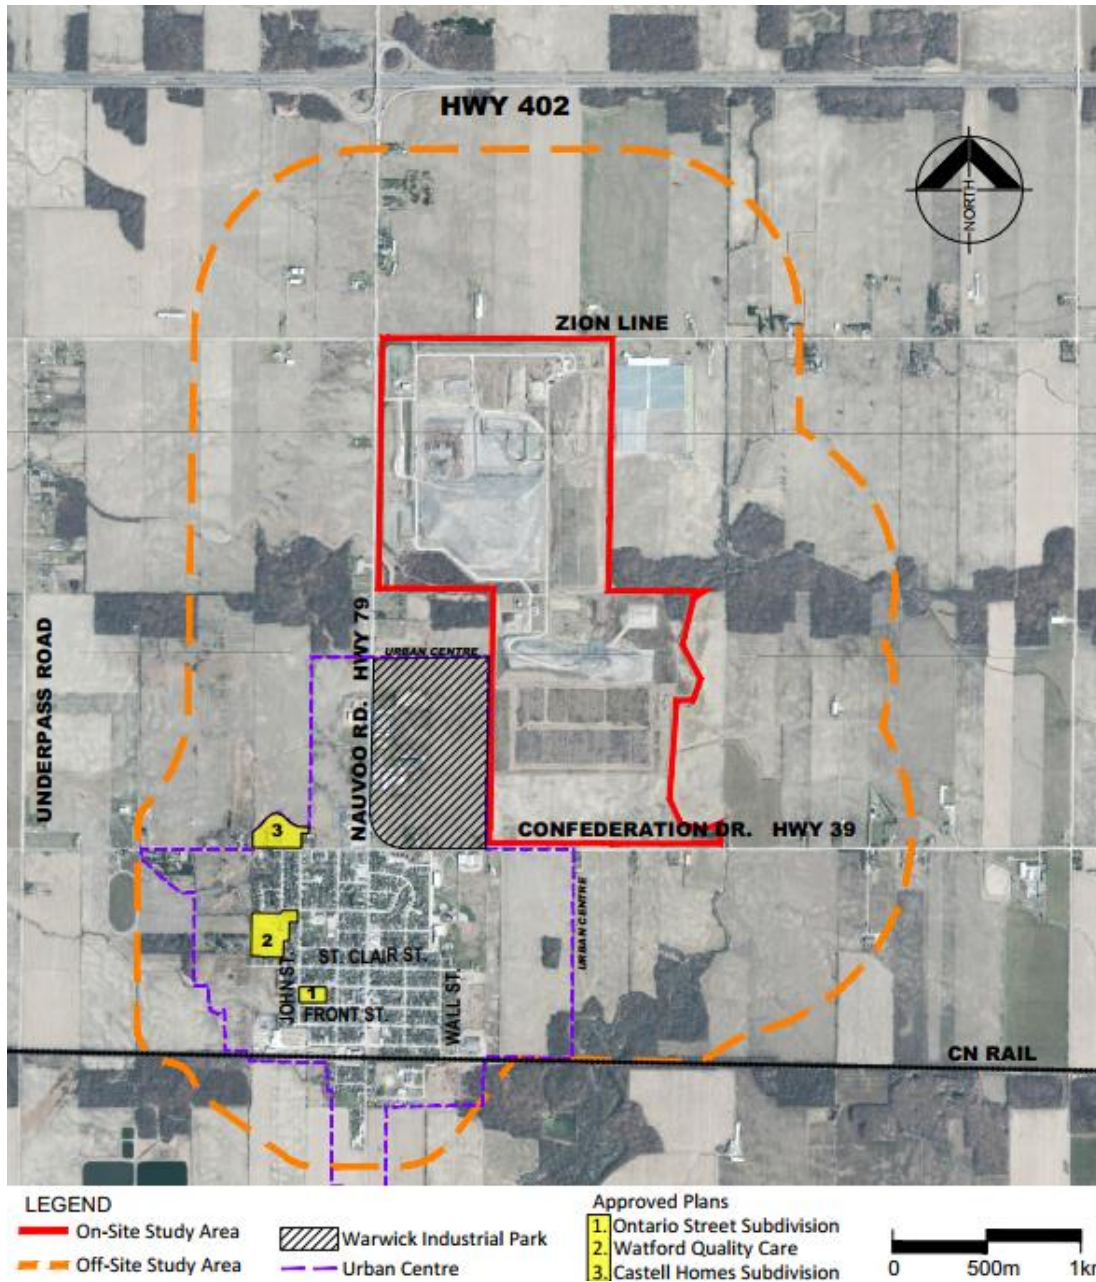 HWY 402
NORTH
ZION LINE
UNDERPASS ROAD
NAUVOO RD. HWY 79
URBAN CENTRE
3
CONFEDERATION DR. HWY 39
URBAN CENTRE
2
JOHN ST.
ST. CLAIR ST.
1
FRONT ST.
WALL ST.
CN RAIL
LEGEND
On-Site Study Area
Off-Site Study Area
Warwick Industrial Park
Urban Centre
Approved Plans
1. Ontario Street Subdivision
2. Watford Quality Care
3. Castell Homes Subdivision
0 500m 1k